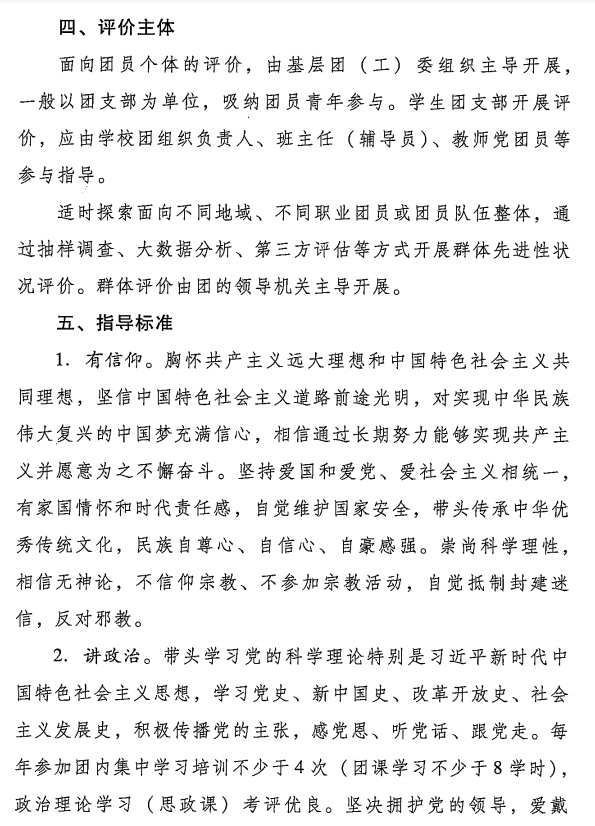 四、评价主体
面向团员个体的评价，由基层团（工）委组织主导开展，
一般以团支部为单位，吸纳团员青年参与。学生团支部开展评
价，应由学校团组织负责人、班主任（辅导员）、教师党团员等
参与指导。
适时探索面向不同地域、不同职业团员或团员队伍整体，通
过抽样调查、大数据分析、第三方评估等方式开展群体先进性状
况评价。群体评价由团的领导机关主导开展。
五、指导标准
1. 有信仰。胸怀共产主义远大理想和中国特色社会主义共
同理想，坚信中国特色社会主义道路前途光明，对实现中华民族
伟大复兴的中国梦充满信心，相信通过长期努力能够实现共产主
义并愿意为之不懈奋斗。坚持爱国和爱党、爱社会主义相统一，
有家国情怀和时代责任感，自觉维护国家安全，带头传承中华优
秀传统文化，民族自尊心、自信心、自豪感强。崇尚科学理性，
相信无神论，不信仰宗教、不参加宗教活动，自觉抵制封建迷
信，反对邪教。
2. 讲政治。带头学习党的科学理论特别是习近平新时代中
国特色社会主义思想，学习党史、新中国史、改革开放史、社会
主义发展史，积极传播党的主张，感党恩、听党话、跟党走。每
年参加团内集中学习培训不少于4次（团课学习不少于8学时），
政治理论学习（思政课）考评优良。坚决拥护党的领导，爱戴